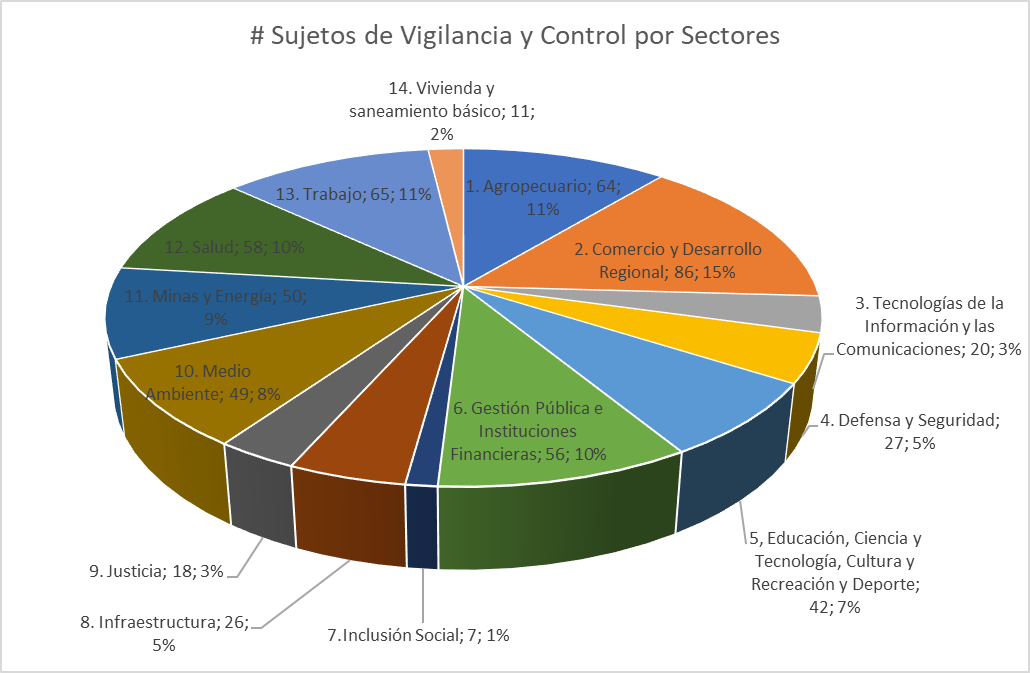 # Sujetos de Vigilancia y Control por Sectores
14. Vivienda y
saneamiento básico; 11;
2%
1. Agropecuario; 64;
11%
2. Comercio y Desarrollo
Regional; 86; 15%
3. Tecnologías de la
Información y las
Comunicaciones; 20; 3%
4. Defensa y Seguridad;
27; 5%
5, Educación, Ciencia y
Tecnología, Cultura y
Recreación y Deporte;
42; 7%
6. Gestión Pública e
Instituciones
Financieras; 56; 10%
7.Inclusión Social; 7; 1%
8. Infraestructura; 26;
5%
9. Justicia; 18; 3%
10. Medio
Ambiente; 49; 8%
11. Minas y Energía; 50;
9%
12. Salud; 58; 10%
13. Trabajo; 65; 11%